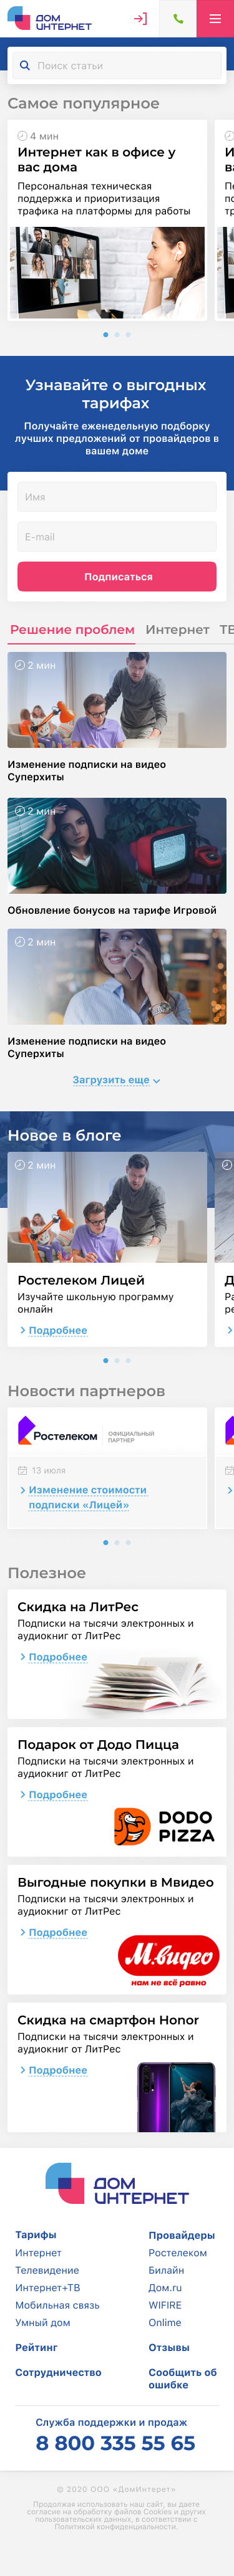 ДОМ
ИНТЕРНЕТ
Поиск статьи
Самое популярное
4 мин
Интернет как в офисе у
вас дома
Персональная техническая
поддержка и приоритизация
трафика на платформы для работы
Узнавайте о выгодных
тарифах
Получайте еженедельную подборку
лучших предложений от провайдеров в
вашем доме
Имя
E-mail
Подписаться
Решение проблем Интернет ТВ
2 мин
Изменение подписки на видео
Суперхиты
2 мин
Обновление бонусов на тарифе Игровой
2 мин
Изменение подписки на видео
Суперхиты
Загрузить еще
Новое в блоге
2 мин
Ростелеком Лицей
Изучайте школьную программу
онлайн
Подробнее
Новости партнеров
Ростелеком
ОФИЦИАЛЬНЫЙ
ПАРТНЕР
13 июля
Изменение стоимости
подписки «Лицей»
Полезное
Скидка на ЛитРес
Подписки на тысячи электронных и
аудиокниг от ЛитРес
Подробнее
Подарок от Додо Пицца
Подписки на тысячи электронных и
аудиокниг от ЛитРес
Подробнее
DODO
PIZZA
Выгодные покупки в Мвидео
Подписки на тысячи электронных и
аудиокниг от ЛитРес
Подробнее
М.видео
нам не всё равно
Скидка на смартфон Honor
Подписки на тысячи электронных и
аудиокниг от ЛитРес
Подробнее
ДОМ
ИНТЕРНЕТ
Тарифы
Интернет
Телевидение
Интернет+ТВ
Мобильная связь
Умный дом
Рейтинг
Сотрудничество
Провайдеры
Ростелеком
Билайн
Дом.ru
WIFIRE
Onlime
Отзывы
Сообщить об
ошибке
Служба поддержки и продаж
8 800 335 55 65
© 2020 ООО «ДомИнтерет»
Продолжая использовать наш сайт, вы даете
согласие на обработку файлов Cookies и других
пользовательских данных, в соответствии с
Политикой конфиденциальности.